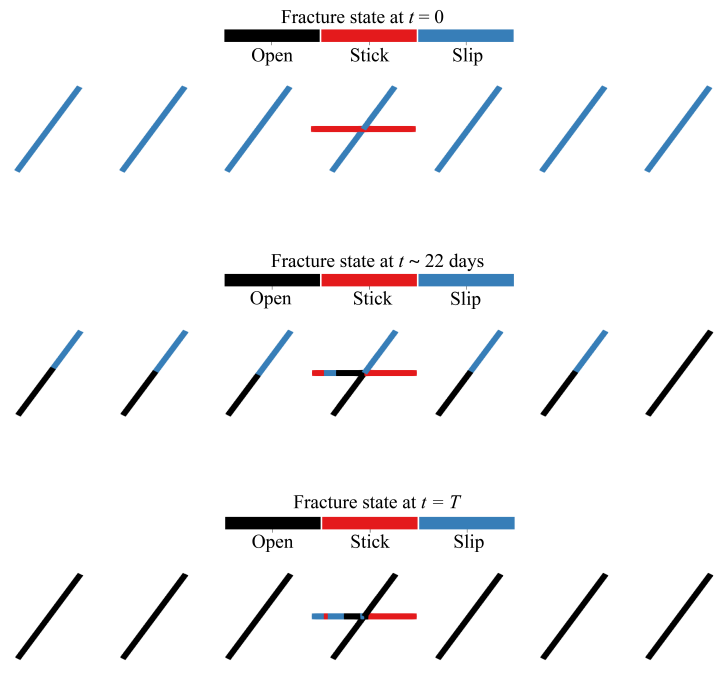 Fracture state at t = 0
Open Stick Slip
Fracture state at t ~ 22 days
Open Stick Slip
Fracture state at t = T
Open Stick Slip